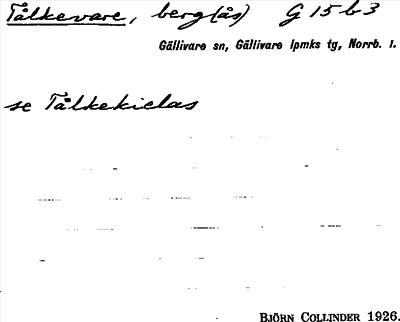 Tålkevare, berg (ås) G 15 b 3
Gällivare sn, Gällivare lpmks tg, Norrb. l.
se Tålkekielas
BJÖRN COLLINDER 1926.